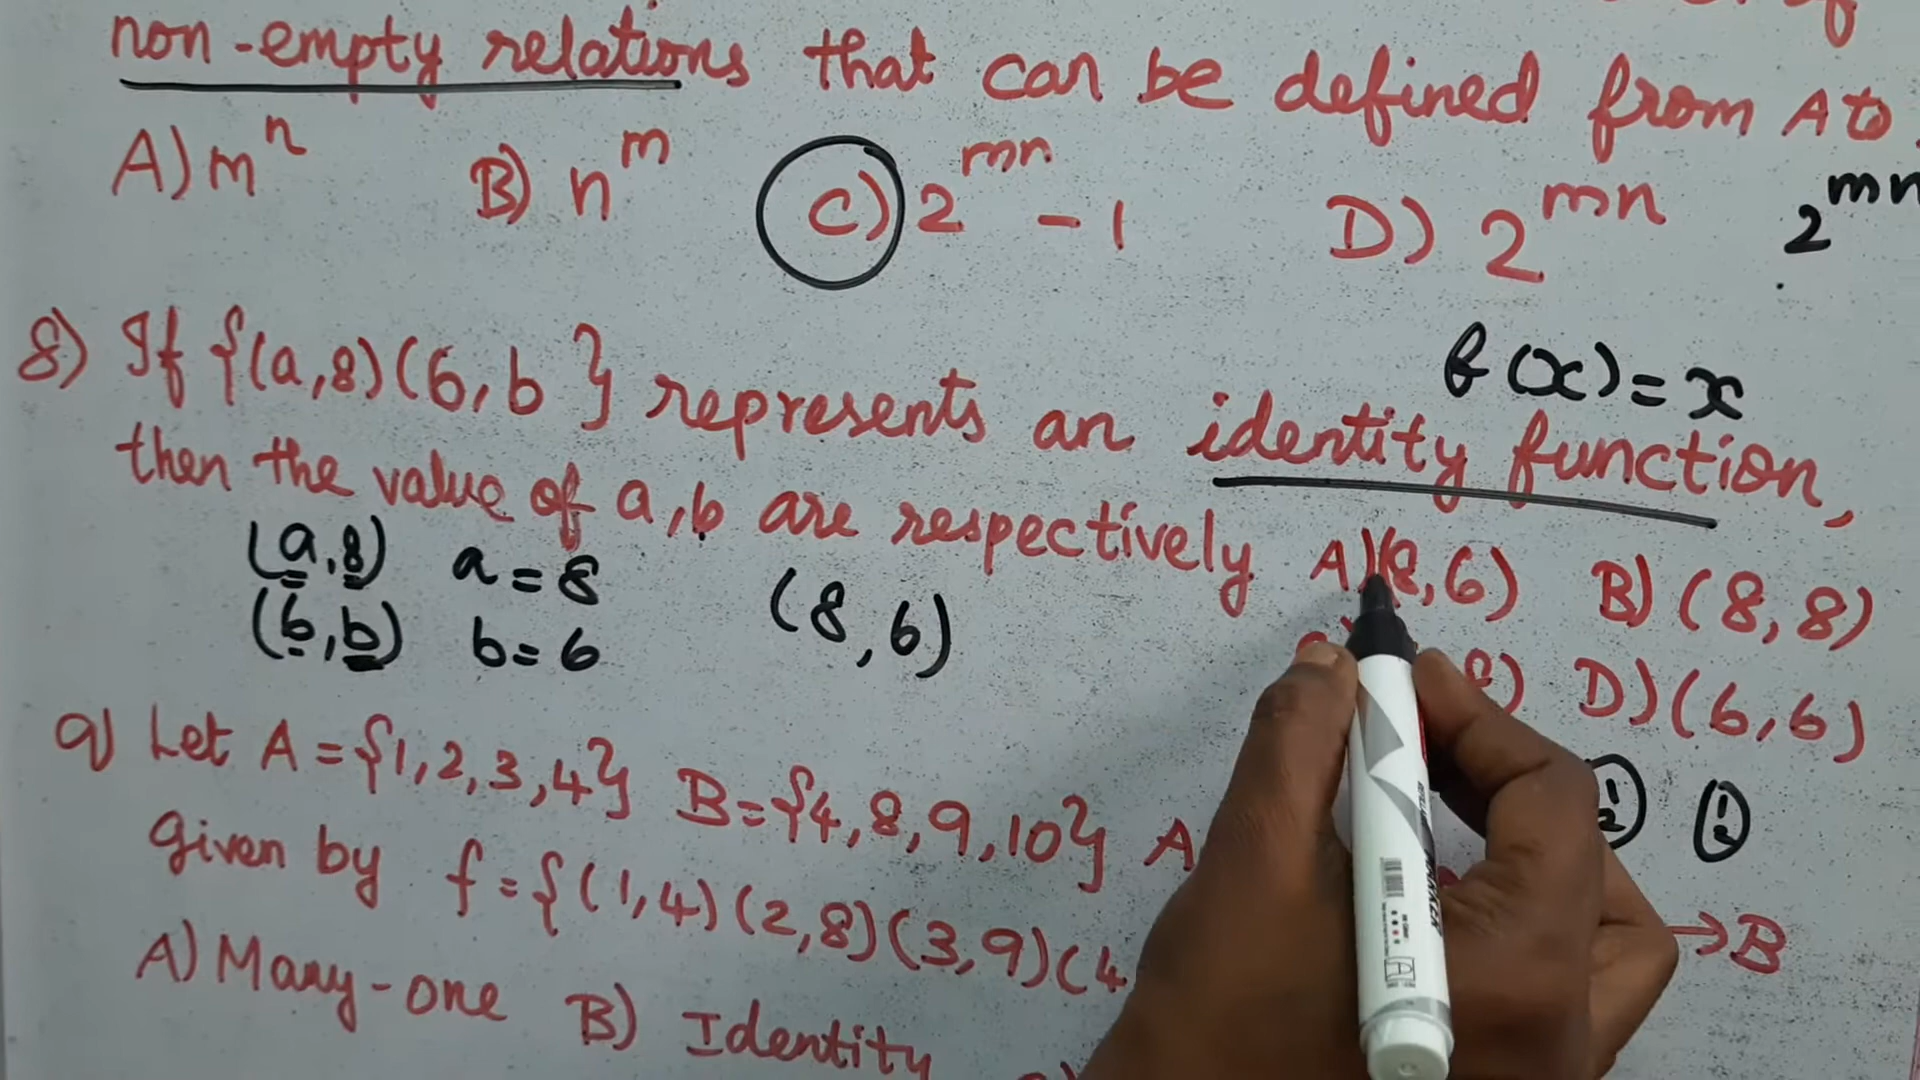 non-empty relations that can be defined from A to
A) m^n B) n^m C) 2^mn - 1 D) 2^mn 2^mn
f(x) = x
8) If {(a,8)(6,b} represents an identity function,
then the value of a,b are respectively A)(8,6) B)(8,8)
(a,8) a = 8 (8,6)
(6,b) b = 6
8) D)(6,6)
9) Let A = {1,2,3,4} B = {4,8,9,10} A
given by f = {(1,4)(2,8)(3,9)(4 →B
A) Many-one B) Identity